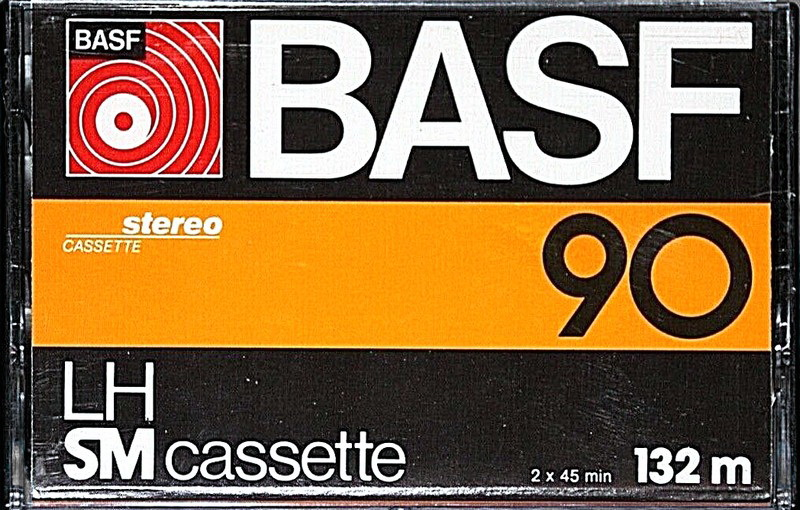 BASF
BASF
stereo
CASSETTE
90
LH
SM cassette
2 x 45 min 132 m